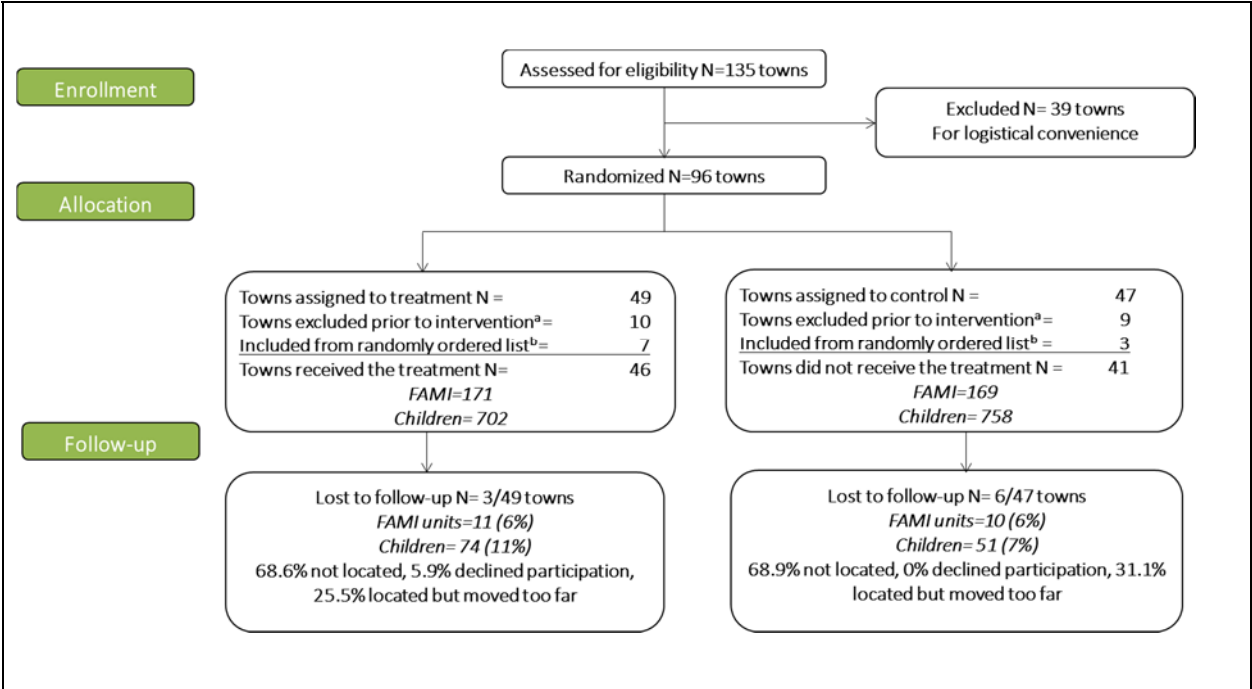 Enrollment
Assessed for eligibility N=135 towns
Excluded N= 39 towns
For logistical convenience
Allocation
Randomized N=96 towns
Towns assigned to treatment N = 49
Towns excluded prior to interventionᵃ= 10
Included from randomly ordered listᵇ= 7
Towns received the treatment N= 46
FAMI=171
Children=702
Towns assigned to control N = 47
Towns excluded prior to interventionᵃ= 9
Included from randomly ordered listᵇ = 3
Towns did not receive the treatment N = 41
FAMI=169
Children=758
Follow-up
Lost to follow-up N= 3/49 towns
FAMI units=11 (6%)
Children= 74 (11%)
68.6% not located, 5.9% declined participation,
25.5% located but moved too far
Lost to follow-up N= 6/47 towns
FAMI units=10 (6%)
Children= 51 (7%)
68.9% not located, 0% declined participation, 31.1%
located but moved too far